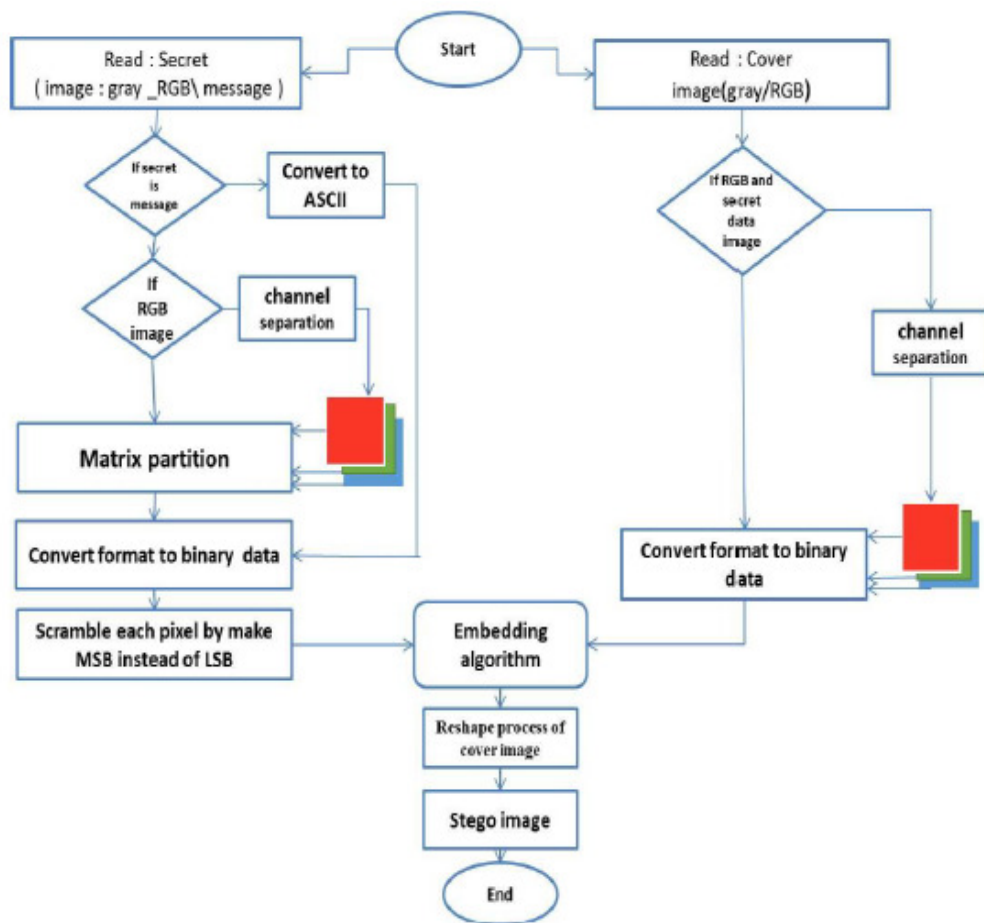 Start
Read : Secret
( image : gray _RGB\ message )
Read : Cover
image(gray/RGB)
If secret
is
message
Convert to
ASCII
If RGB and
secret
data
image
If
RGB
image
channel
separation
channel
separation
Matrix partition
Convert format to binary data
Convert format to binary
data
Scramble each pixel by make
MSB instead of LSB
Embedding
algorithm
Reshape process of
cover image
Stego image
End